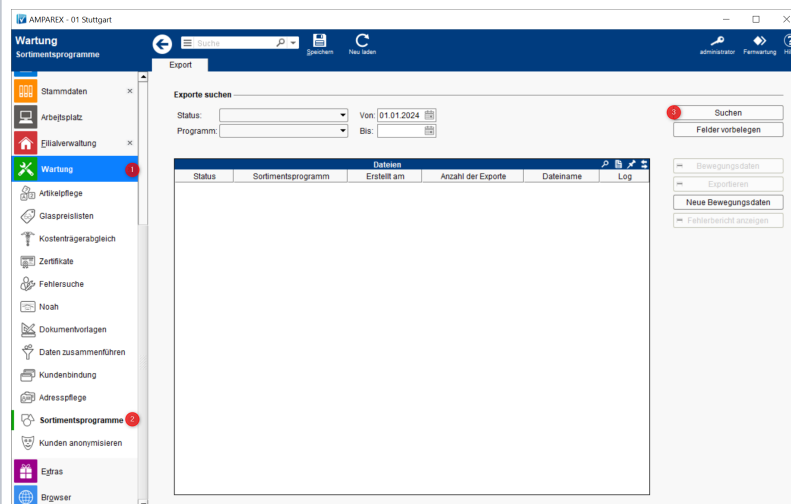 AMPAREX - 01 Stuttgart
Wartung
Sortimentsprogramme
Suche
Speichern
Neu laden
administrator
Fernwartung
Export
Stammdaten
Arbeitsplatz
Filialverwaltung
Wartung 1
Artikelpflege
Glaspreislisten
Kostenträgerabgleich
Zertifikate
Fehlersuche
Noah
Dokumentvorlagen
Daten zusammenführen
Kundenbindung
Adresspflege
Sortimentsprogramme 2
Kunden anonymisieren
Extras
Browser
Exporte suchen
Status: Von: 01.01.2024
Programm: Bis:
3 Suchen
Felder vorbelegen
Dateien
Status Sortimentsprogramm Erstellt am Anzahl der Exporte Dateiname Log
Bewegungsdaten
Exportieren
Neue Bewegungsdaten
Fehlerbericht anzeigen